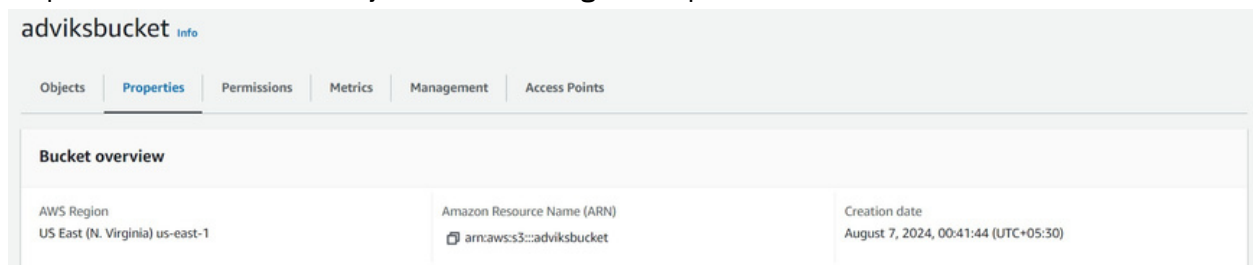 adviksbucket Info
Objects Properties Permissions Metrics Management Access Points
Bucket overview
AWS Region
US East (N. Virginia) us-east-1
Amazon Resource Name (ARN)
arn:aws:s3:::adviksbucket
Creation date
August 7, 2024, 00:41:44 (UTC+05:30)